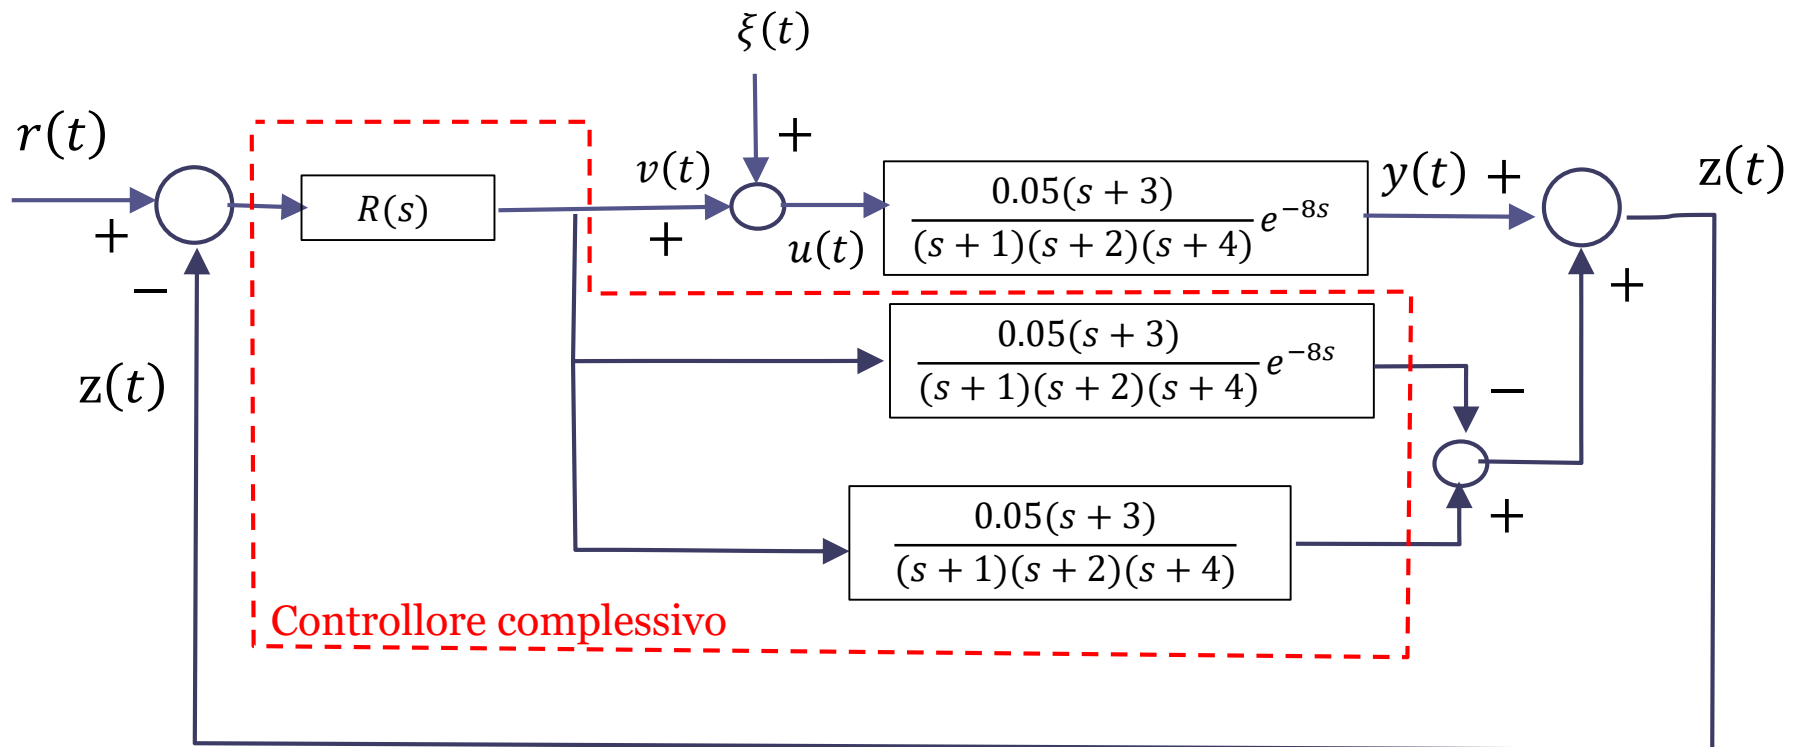 ξ(t)
+
r(t)
+
−
R(s)
v(t)
+
u(t)
0.05(s + 3)
(s + 1)(s + 2)(s + 4) e^{−8s}
y(t) +
z(t)
+
z(t)
0.05(s + 3)
(s + 1)(s + 2)(s + 4) e^{−8s}
−
0.05(s + 3)
(s + 1)(s + 2)(s + 4)
+
Controllore complessivo